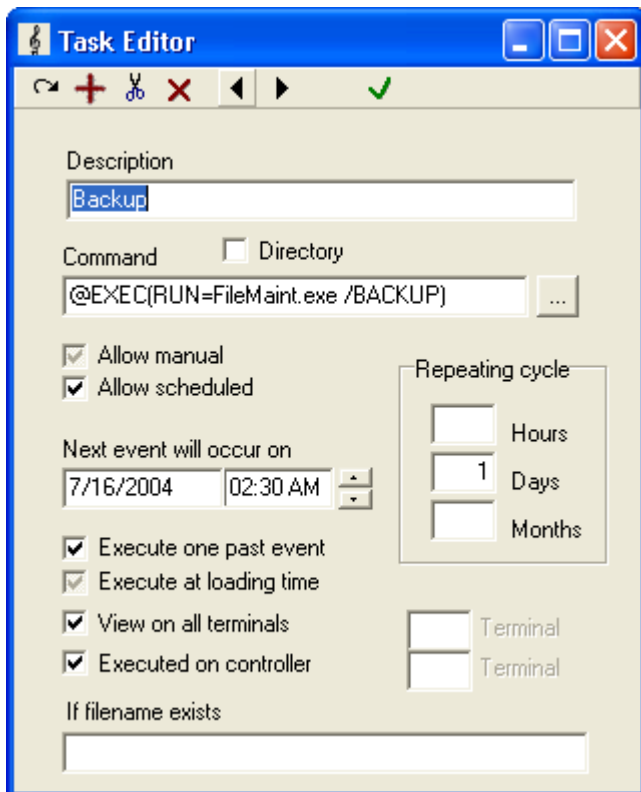 Task Editor
Description
Backup
Command
Directory
@EXEC(RUN=FileMaint.exe /BACKUP)
...
Allow manual
Allow scheduled
Repeating cycle
Hours
1 Days
Months
Next event will occur on
7/16/2004 02:30 AM
Execute one past event
Execute at loading time
View on all terminals
Terminal
Executed on controller
Terminal
If filename exists